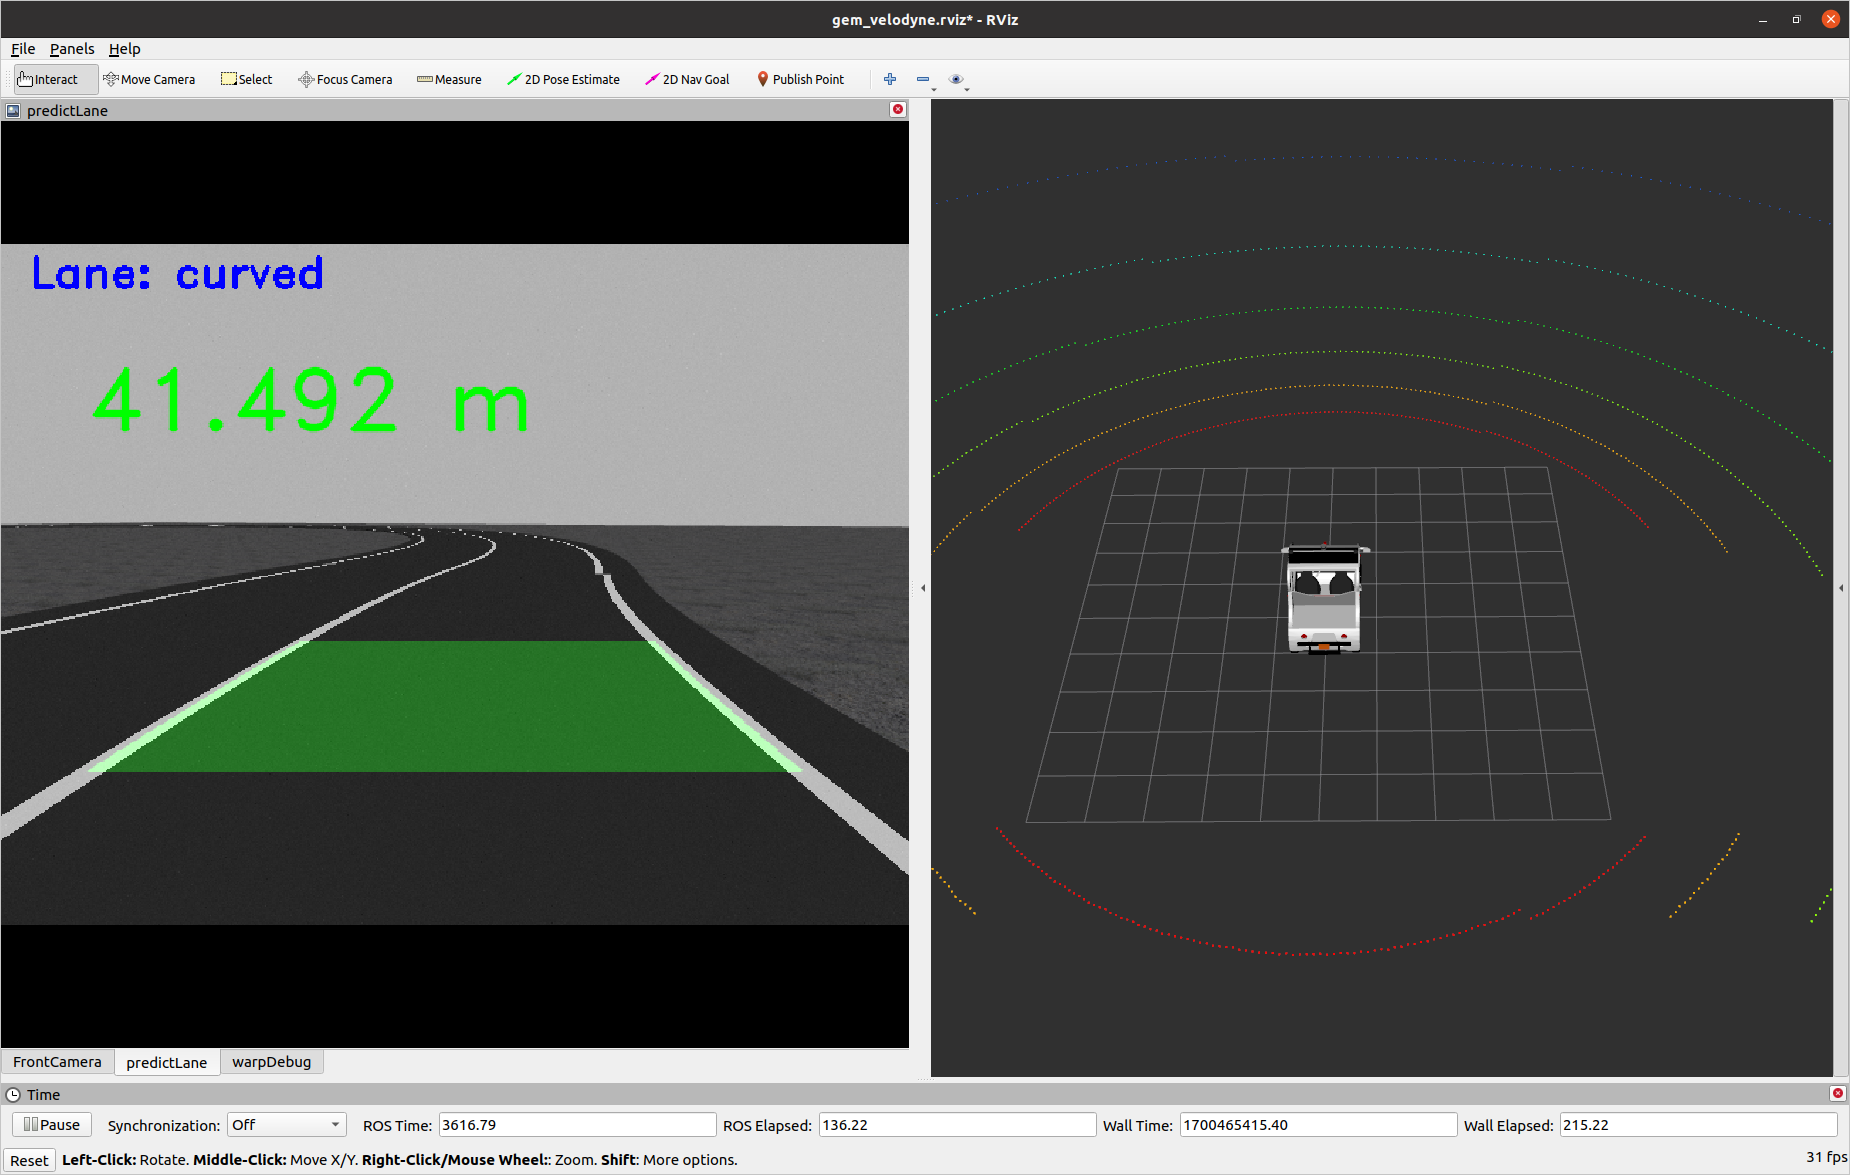 gem_velodyne.rviz* - RViz
File Panels Help
Interact Move Camera Select Focus Camera Measure 2D Pose Estimate 2D Nav Goal Publish Point
predictLane
Lane: curved
41.492 m
FrontCamera predictLane warpDebug
Time
Pause Synchronization: Off ROS Time: 3616.79 ROS Elapsed: 136.22 Wall Time: 1700465415.40 Wall Elapsed: 215.22
Reset Left-Click: Rotate. Middle-Click: Move X/Y. Right-Click/Mouse Wheel:: Zoom. Shift: More options. 31 fps